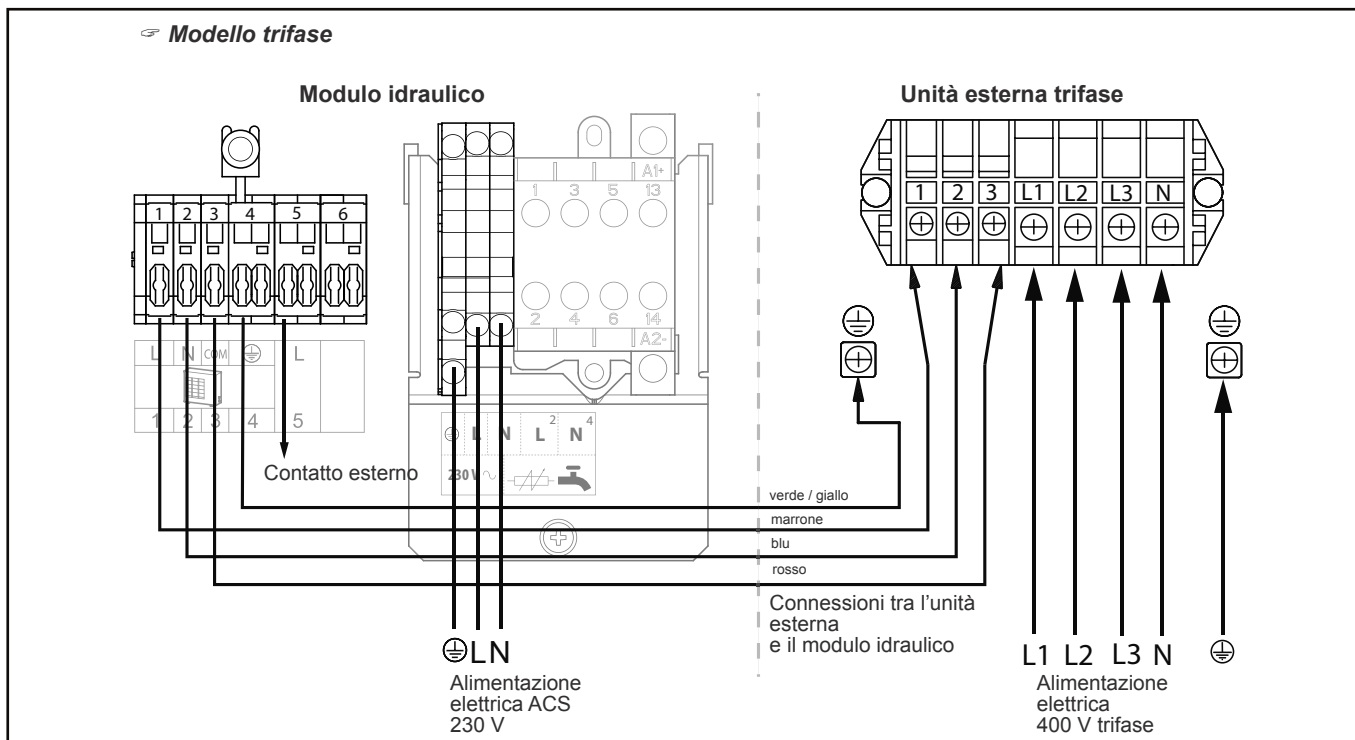 ☞ Modello trifase
Modulo idraulico
Unità esterna trifase
1 2 3 4 5 6
A1+
1 3 5 13
2 4 6 14
A2-
1 2 3 L1 L2 L3 N
L N COM L
1 2 3 4 5
L N L 2 N 4
230 V ~
Contatto esterno
verde / giallo
marrone
blu
rosso
Connessioni tra l'unità
esterna
e il modulo idraulico
LN
Alimentazione
elettrica ACS
230 V
L1 L2 L3 N
Alimentazione
elettrica
400 V trifase